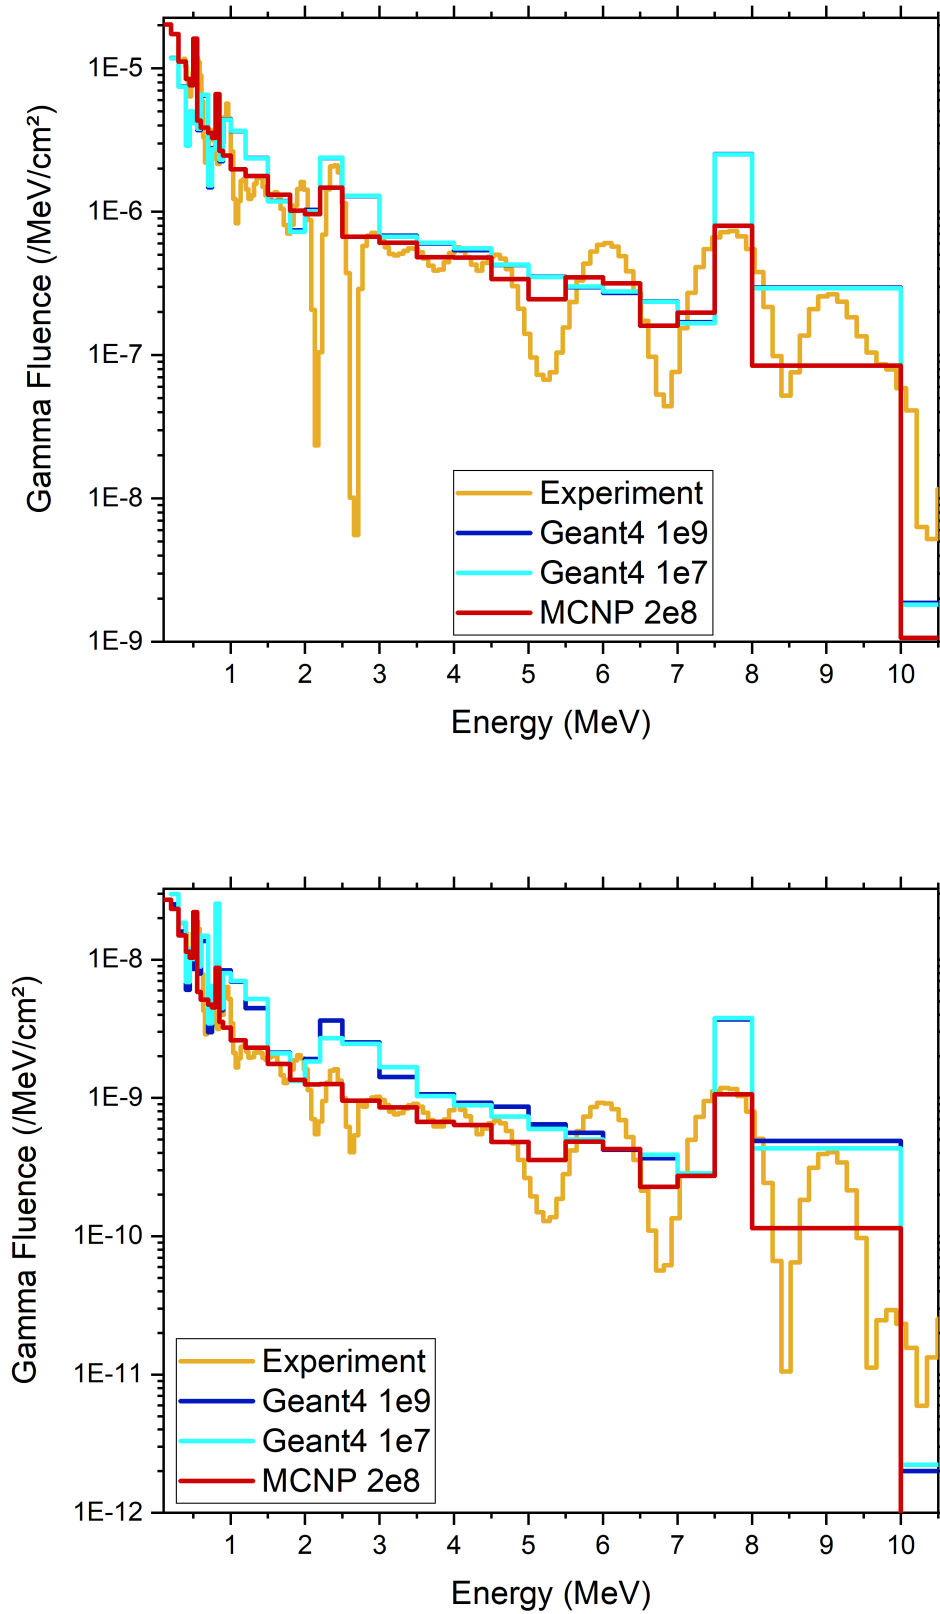 Gamma Fluence (/MeV/cm²)
1E-5
1E-6
1E-7
1E-8
1E-9
Experiment
Geant4 1e9
Geant4 1e7
MCNP 2e8
1 2 3 4 5 6 7 8 9 10
Energy (MeV)
Gamma Fluence (/MeV/cm²)
1E-8
1E-9
1E-10
1E-11
1E-12
Experiment
Geant4 1e9
Geant4 1e7
MCNP 2e8
1 2 3 4 5 6 7 8 9 10
Energy (MeV)